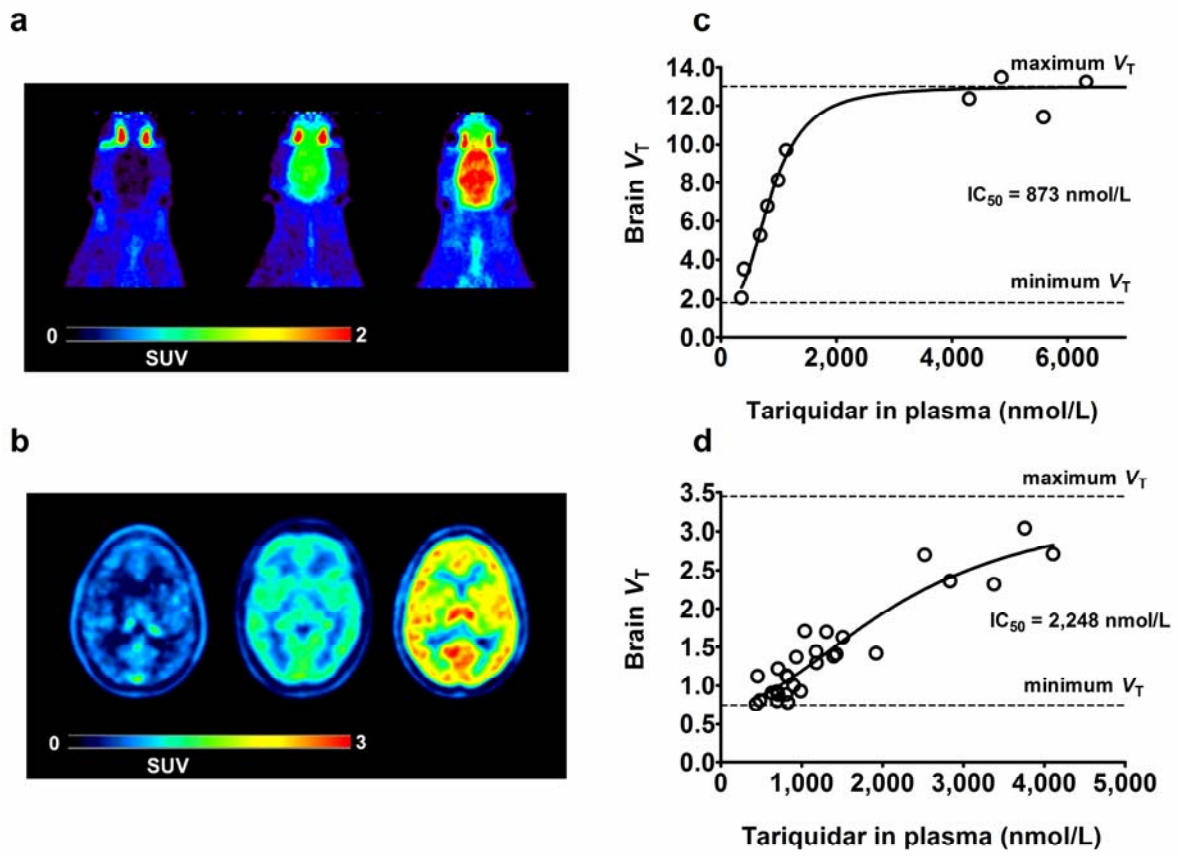 a
0 2
SUV
b
0 3
SUV
c
14.0
12.0
10.0
8.0
6.0
4.0
2.0
0.0
Brain VT
maximum VT
IC50 = 873 nmol/L
minimum VT
0 2,000 4,000 6,000
Tariquidar in plasma (nmol/L)
d
3.5
3.0
2.5
2.0
1.5
1.0
0.5
0.0
Brain VT
maximum VT
IC50 = 2,248 nmol/L
minimum VT
0 1,000 2,000 3,000 4,000 5,000
Tariquidar in plasma (nmol/L)